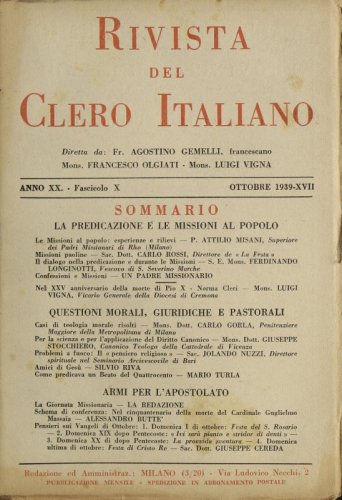 RIVISTA
DEL
CLERO ITALIANO
Diretta da: Fr. AGOSTINO GEMELLI, francescano
Mons. FRANCESCO OLGIATI - Mons. LUIGI VIGNA
ANNO XX. - Fascicolo X OTTOBRE 1939-XVII
SOMMARIO
LA PREDICAZIONE E LE MISSIONI AL POPOLO
Le Missioni al popolo: esperienze e rilievi — P. ATTILIO MISANI, Superiore
dei Padri Missionari di Rho (Milano)
Missioni paoline — Sac. Dott. CARLO ROSSI, Direttore de « La Festa »
Il dialogo nella predicazione e durante le Missioni — S. E. Mons. FERDINANDO
LONGINOTTI, Vescovo di S. Severino Marche
Confessioni e Missioni — UN PADRE MISSIONARIO
Nel XXV anniversario della morte di Pio X - Norma Cleri — Mons. LUIGI
VIGNA, Vicario Generale della Diocesi di Cremona
QUESTIONI MORALI, GIURIDICHE E PASTORALI
Casi di teologia morale risolti — Mons. Dott. CARLO GORLA, Penitenziere
Maggiore della Metropolitana di Milano
Per la scienza e per l'applicazione del Diritto Canonico — Mons. Dott. GIUSEPPE
STOCCHIERO, Canonico Teologo della Cattedrale di Vicenza
Problemi a fuoco: Il « pensiero religioso » — Sac. JOLANDO NUZZI, Direttore
spirituale nel Seminario Arcivescovile di Bari
Amici di Gesù — SILVIO RIVA
Come predicava un Beato del Quattrocento — MARIO TURLA
ARMI PER L'APOSTOLATO
La Giornata Missionaria — LA REDAZIONE
Schema di conferenza: Nel cinquantenario della morte del Cardinale Guglielmo
Massaia — ALESSANDRO BUTTE'
Pensieri sui Vangeli di Ottobre: 1. Domenica I di ottobre: Festa del S. Rosario
— 2. Domenica XIX dopo Pentecoste: « Ivi sarà pianto e stridor di denti » —
3. Domenica XX di dopo Pentecoste: La provvida sventura — 4. Domenica
ultima di ottobre: Festa di Cristo Re — Sac. Dott. GIUSEPPE CEREDA
Redazione ed Amministraz.: MILANO (3/20) - Via Ludovico Necchi, 2
PUBBLICAZIONE MENSILE - SPEDIZIONE IN ABBONAMENTO POSTALE